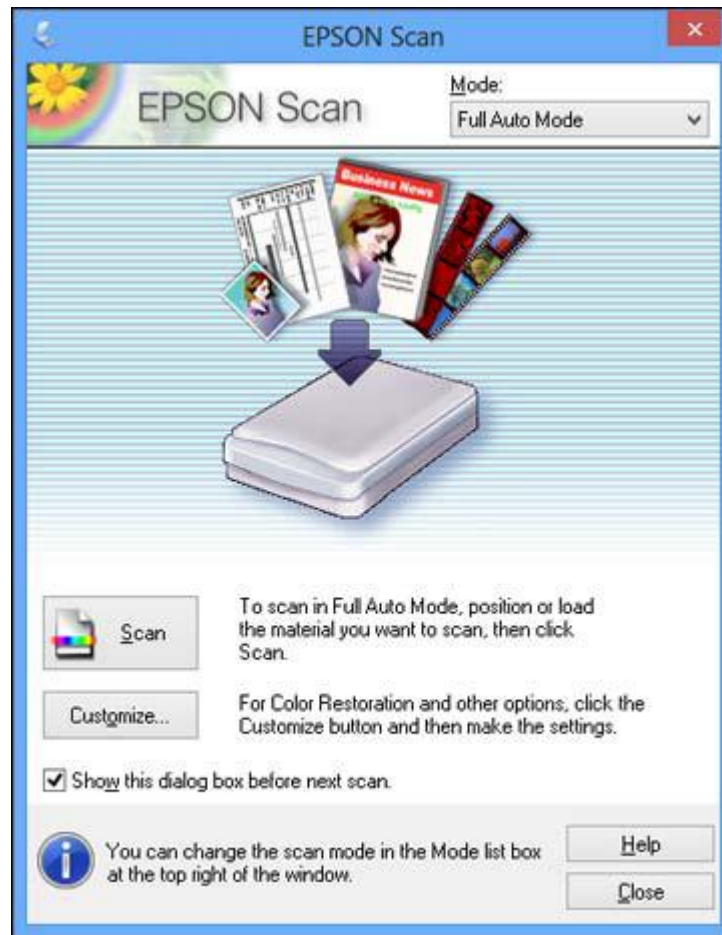 EPSON Scan
EPSON Scan
Mode:
Full Auto Mode
Business News
Scan
To scan in Full Auto Mode, position or load
the material you want to scan, then click
Scan.
Customize...
For Color Restoration and other options, click the
Customize button and then make the settings.
Show this dialog box before next scan.
You can change the scan mode in the Mode list box
at the top right of the window.
Help
Close